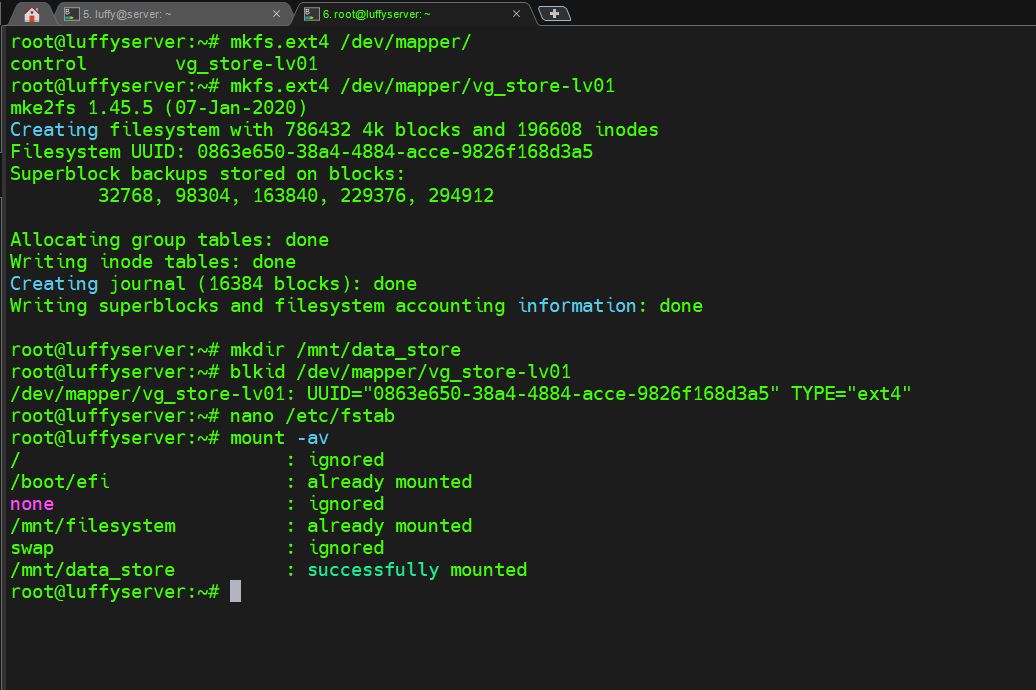 5. luffy@server: ~
6. root@luffyserver: ~
root@luffyserver:~# mkfs.ext4 /dev/mapper/
control        vg_store-lv01
root@luffyserver:~# mkfs.ext4 /dev/mapper/vg_store-lv01
mke2fs 1.45.5 (07-Jan-2020)
Creating filesystem with 786432 4k blocks and 196608 inodes
Filesystem UUID: 0863e650-38a4-4884-acce-9826f168d3a5
Superblock backups stored on blocks:
        32768, 98304, 163840, 229376, 294912
Allocating group tables: done
Writing inode tables: done
Creating journal (16384 blocks): done
Writing superblocks and filesystem accounting information: done
root@luffyserver:~# mkdir /mnt/data_store
root@luffyserver:~# blkid /dev/mapper/vg_store-lv01
/dev/mapper/vg_store-lv01: UUID="0863e650-38a4-4884-acce-9826f168d3a5" TYPE="ext4"
root@luffyserver:~# nano /etc/fstab
root@luffyserver:~# mount -av
/                        : ignored
/boot/efi                : already mounted
none                     : ignored
/mnt/filesystem          : already mounted
swap                     : ignored
/mnt/data_store          : successfully mounted
root@luffyserver:~#